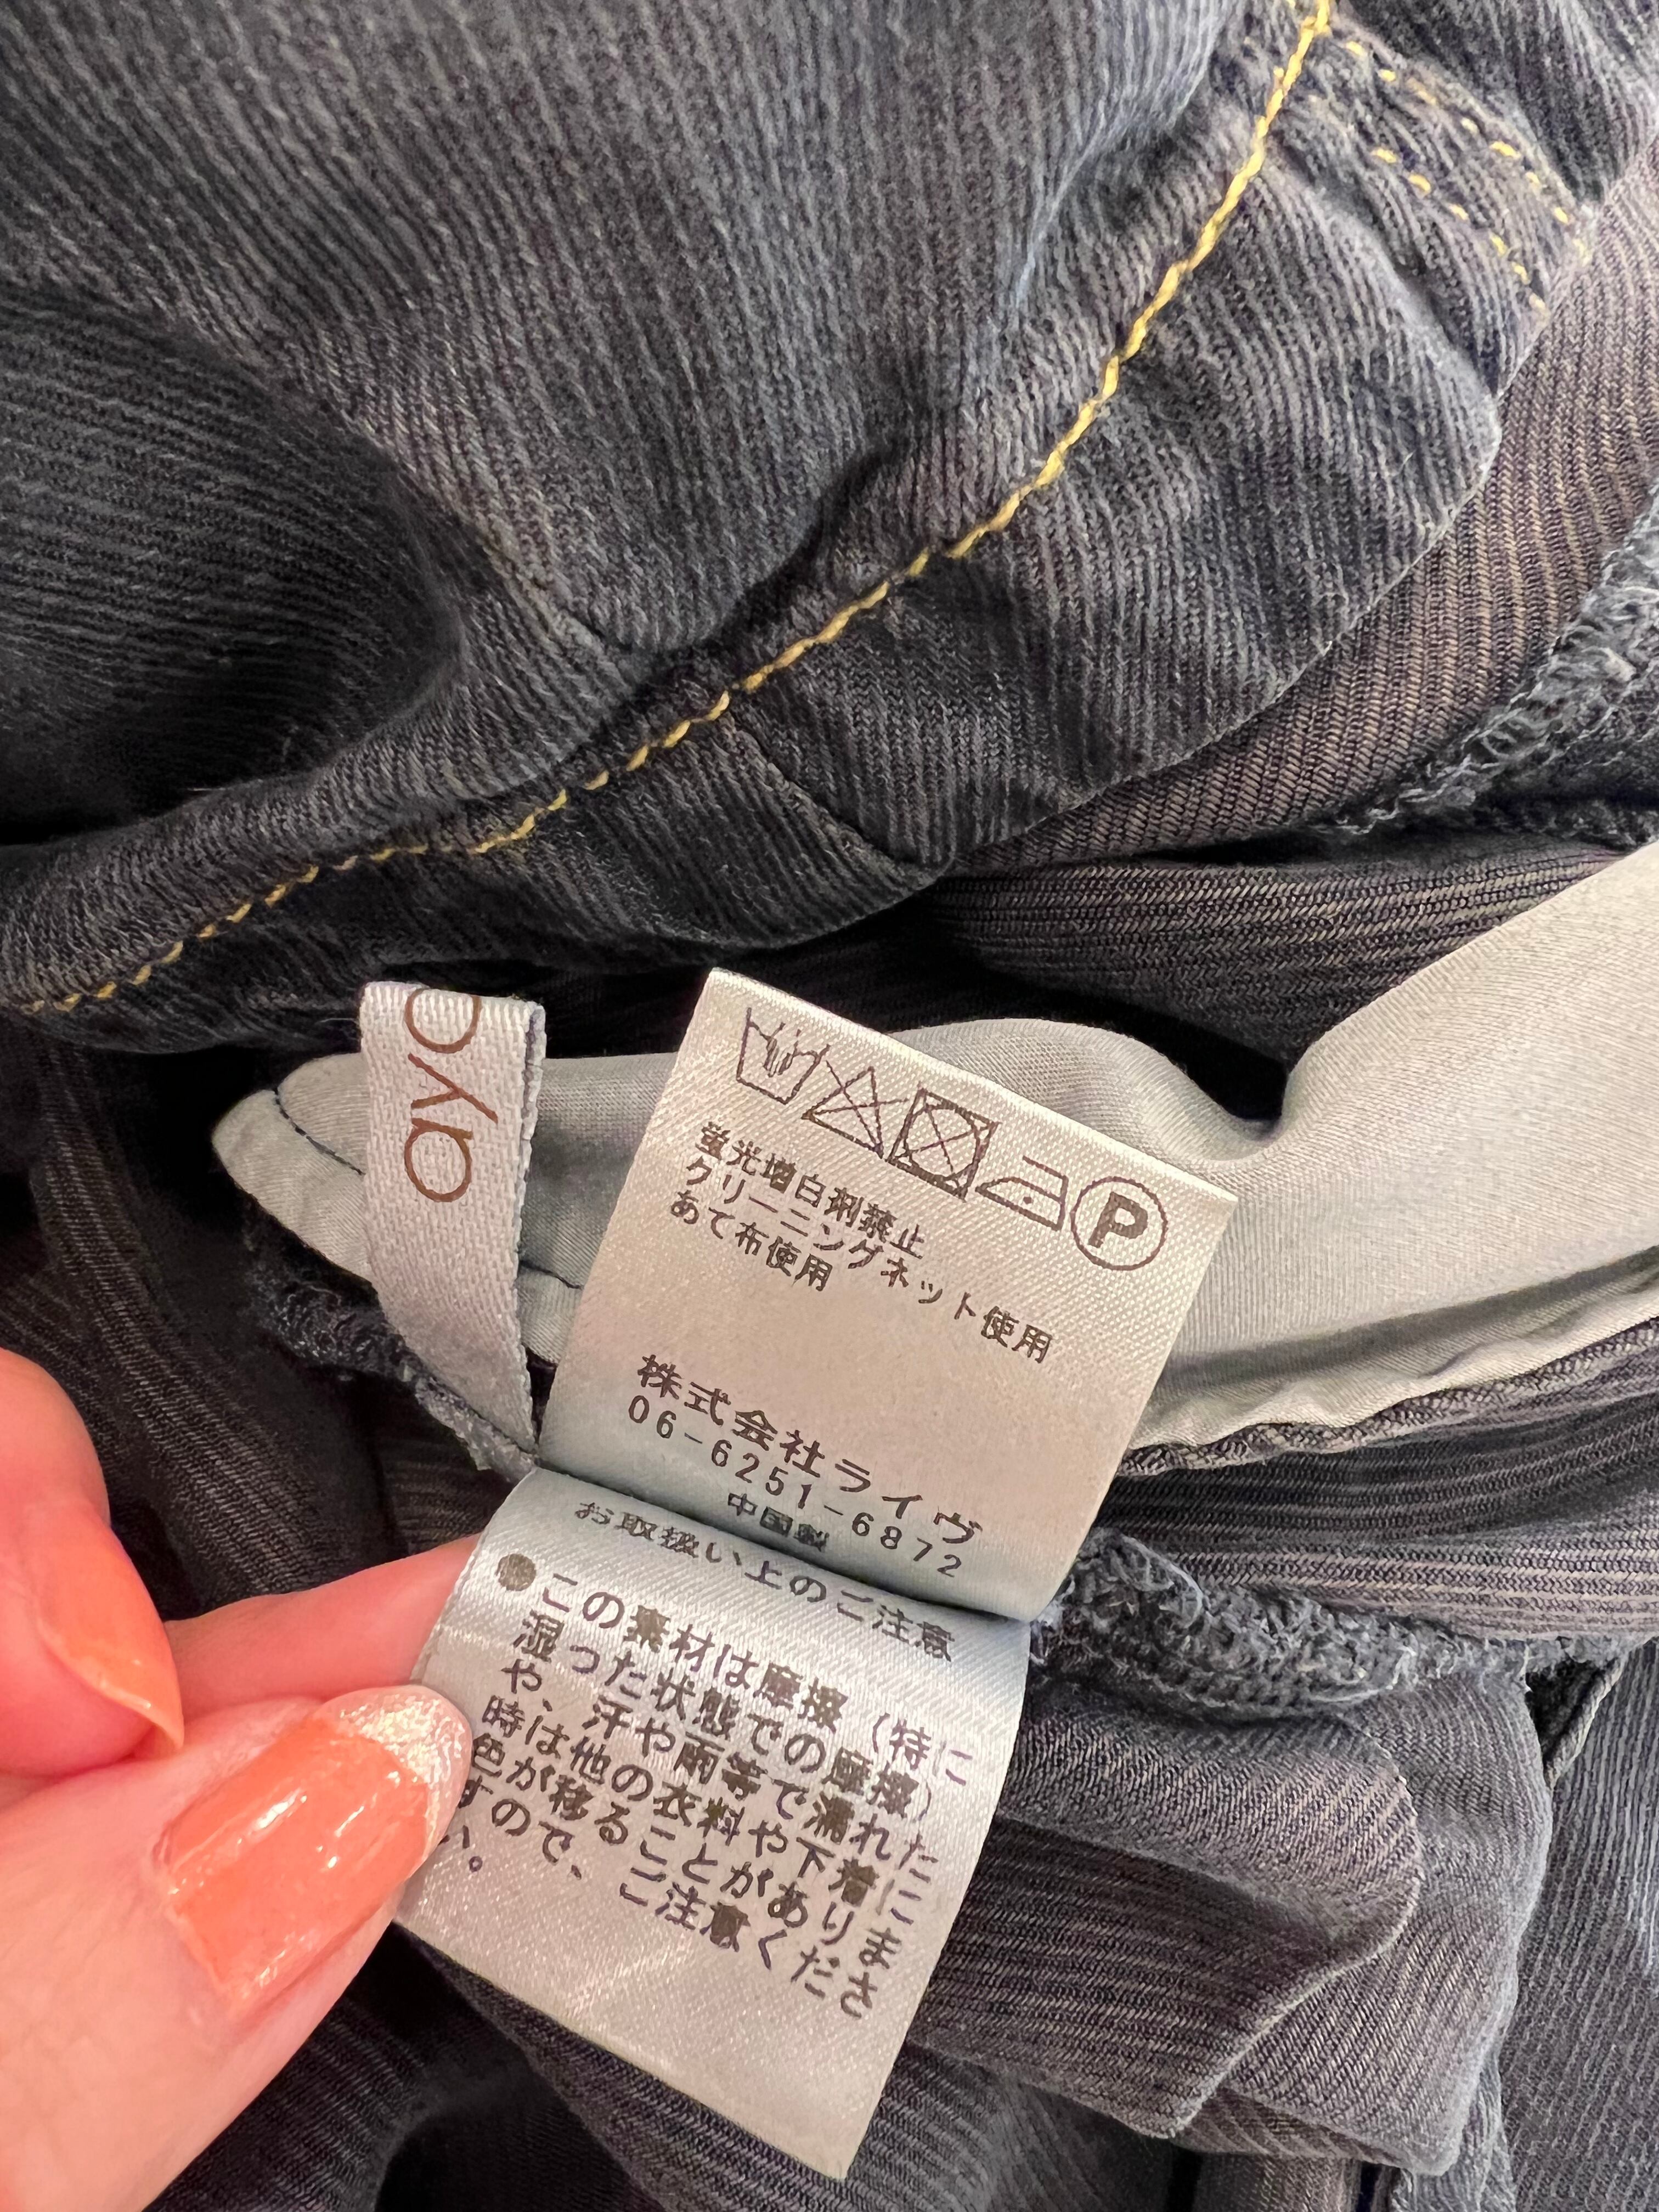 ayc
P
蛍光増白剤禁止
クリーニングネット使用
あて布使用
株式会社ライヴ
06-6251-6872
中国製
お取扱い上のご注意
●この素材は摩擦（特に
湿った状態での摩擦）
や、汗や雨等で濡れた
時は他の衣料や下着に
色が移ることがありま
すので、ご注意くださ
い。